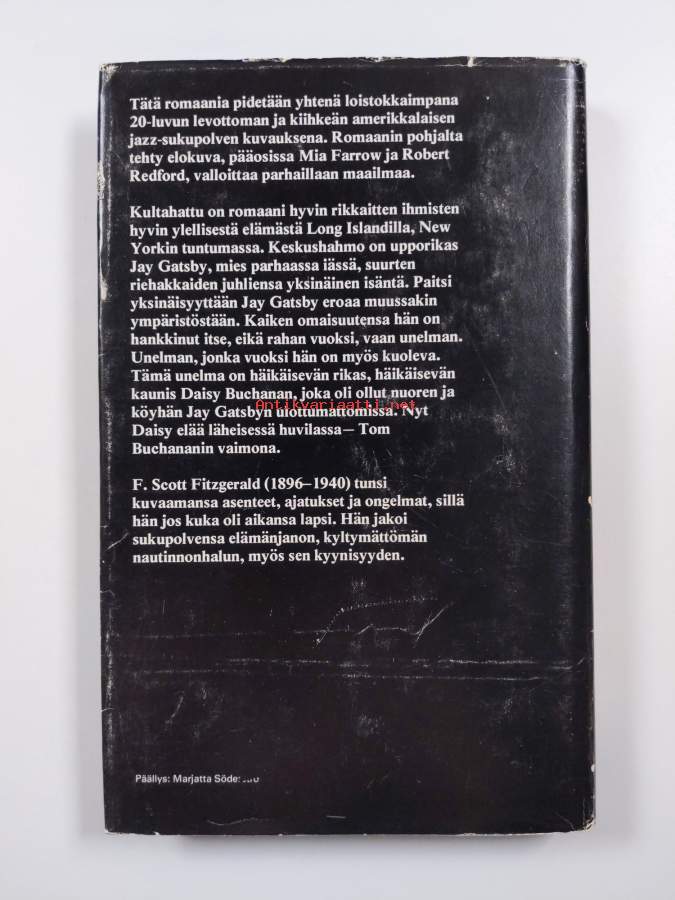 Tätä romaania pidetään yhtenä loistokkaimpana
20-luvun levottoman ja kiihkeän amerikkalaisen
jazz-sukupolven kuvauksena. Romaanin pohjalta
tehty elokuva, pääosissa Mia Farrow ja Robert
Redford, valloittaa parhaillaan maailmaa.
Kultahattu on romaani hyvin rikkaitten ihmisten
hyvin ylellisestä elämästä Long Islandilla, New
Yorkin tuntumassa. Keskushahmo on upporikas
Jay Gatsby, mies parhaassa iässä, suurten
riehakkaiden juhliensa yksinäinen isäntä. Paitsi
yksinäisyyttään Jay Gatsby eroaa muussakin
ympäristöstään. Kaiken omaisuutensa hän on
hankkinut itse, eikä rahan vuoksi, vaan unelman.
Unelman, jonka vuoksi hän on myös kuoleva.
Tämä unelma on häikäisevän rikas, häikäisevän
kaunis Daisy Buchanan, joka oli ollut nuoren ja
Antikvariaatti.net
köyhän Jay Gatsbyn ulottumattomissa. Nyt
Daisy elää läheisessä huvilassa – Tom
Buchananin vaimona.
F. Scott Fitzgerald (1896–1940) tunsi
kuvaamansa asenteet, ajatukset ja ongelmat, sillä
hän jos kuka oli aikansa lapsi. Hän jakoi
sukupolvensa elämänjanon, kyltymättömän
nautinnonhalun, myös sen kyynisyyden.
Päällys: Marjatta